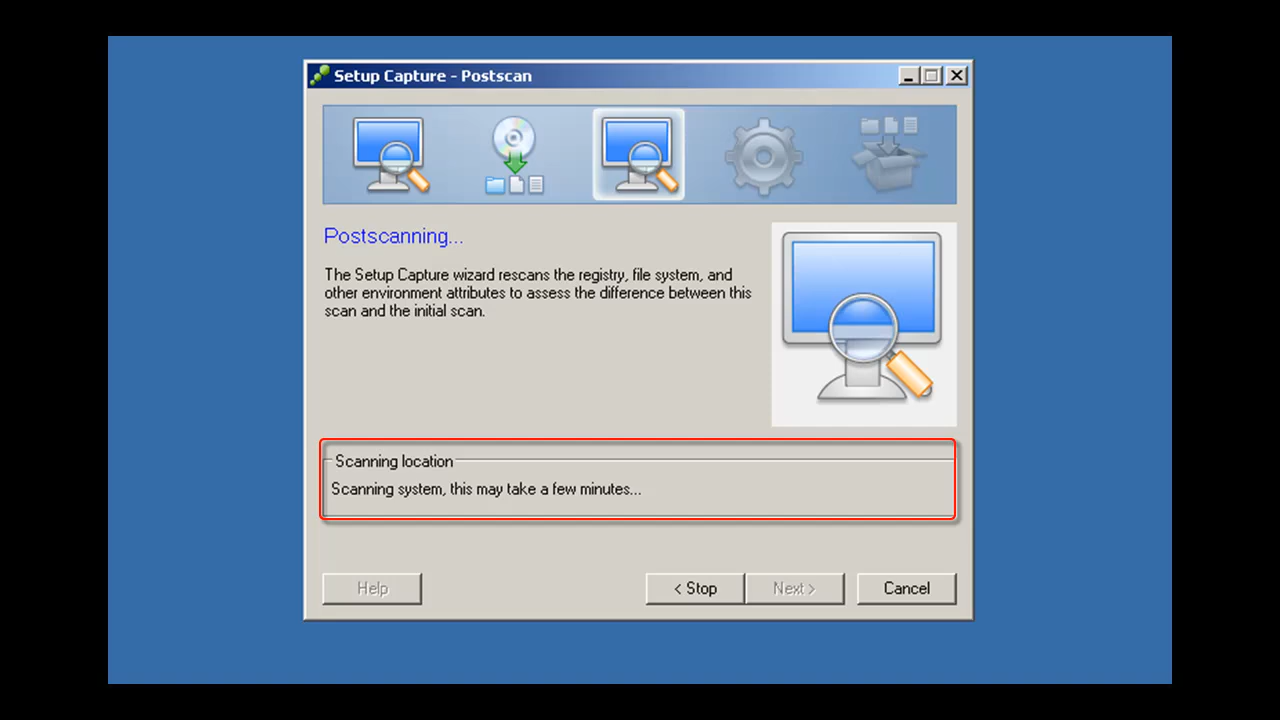 Setup Capture - Postscan
Postscanning...
The Setup Capture wizard rescans the registry, file system, and
other environment attributes to assess the difference between this
scan and the initial scan.
Scanning location
Scanning system, this may take a few minutes...
Help
< Stop
Next >
Cancel